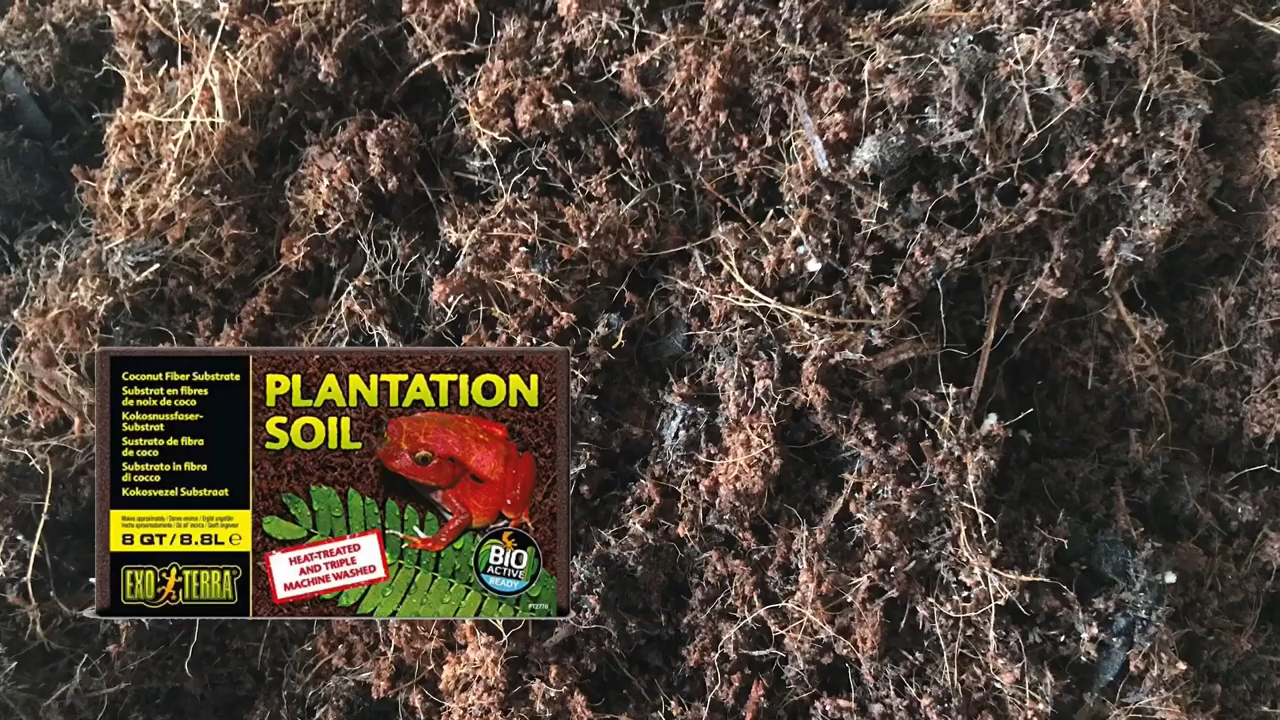 Coconut Fiber Substrate
Substrat en fibres
de noix de coco
Kokosnussfaser-
Substrat
Sustrato de fibra
de coco
Substrato in fibra
di cocco
Kokosvezel Substraat
8 QT/8.8L e
EXO TERRA
PLANTATION
SOIL
HEAT-TREATED
AND TRIPLE
MACHINE WASHED
BIO
ACTIVE
READY